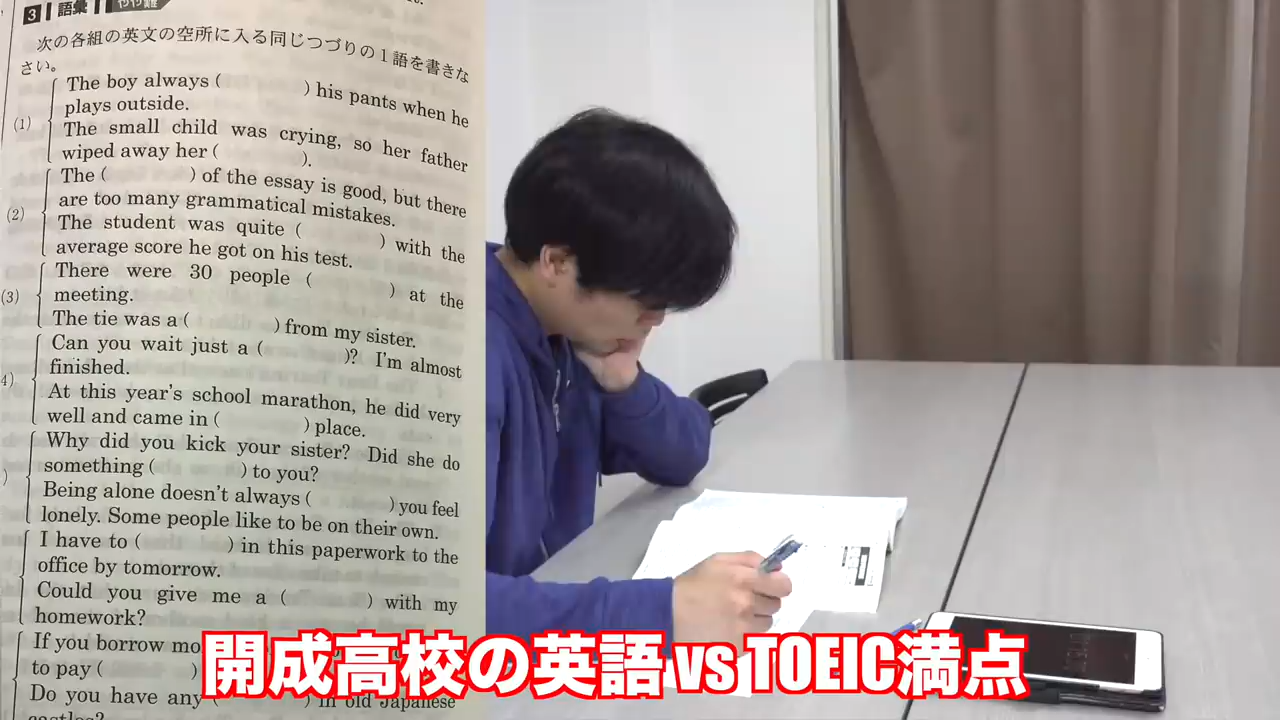 3 語彙 やや難
次の各組の英文の空所に入る同じつづりの1語を書きな
さい。
The boy always (　　) his pants when he
plays outside.
(1)
The small child was crying, so her father
wiped away her (　　).
The (　　) of the essay is good, but there
are too many grammatical mistakes.
(2)
The student was quite (　　) with the
average score he got on his test.
There were 30 people (　　) at the
(3) meeting.
The tie was a (　　) from my sister.
Can you wait just a (　　)? I'm almost
finished.
4)
At this year's school marathon, he did very
well and came in (　　) place.
Why did you kick your sister? Did she do
something (　　) to you?
)
Being alone doesn't always (　　) you feel
lonely. Some people like to be on their own.
I have to (　　) in this paperwork to the
office by tomorrow.
Could you give me a (　　) with my
homework?
If you borrow mo
to pay (　　)
Do you have any (　　) in old Japanese
castles?
開成高校の英語vsTOEIC満点